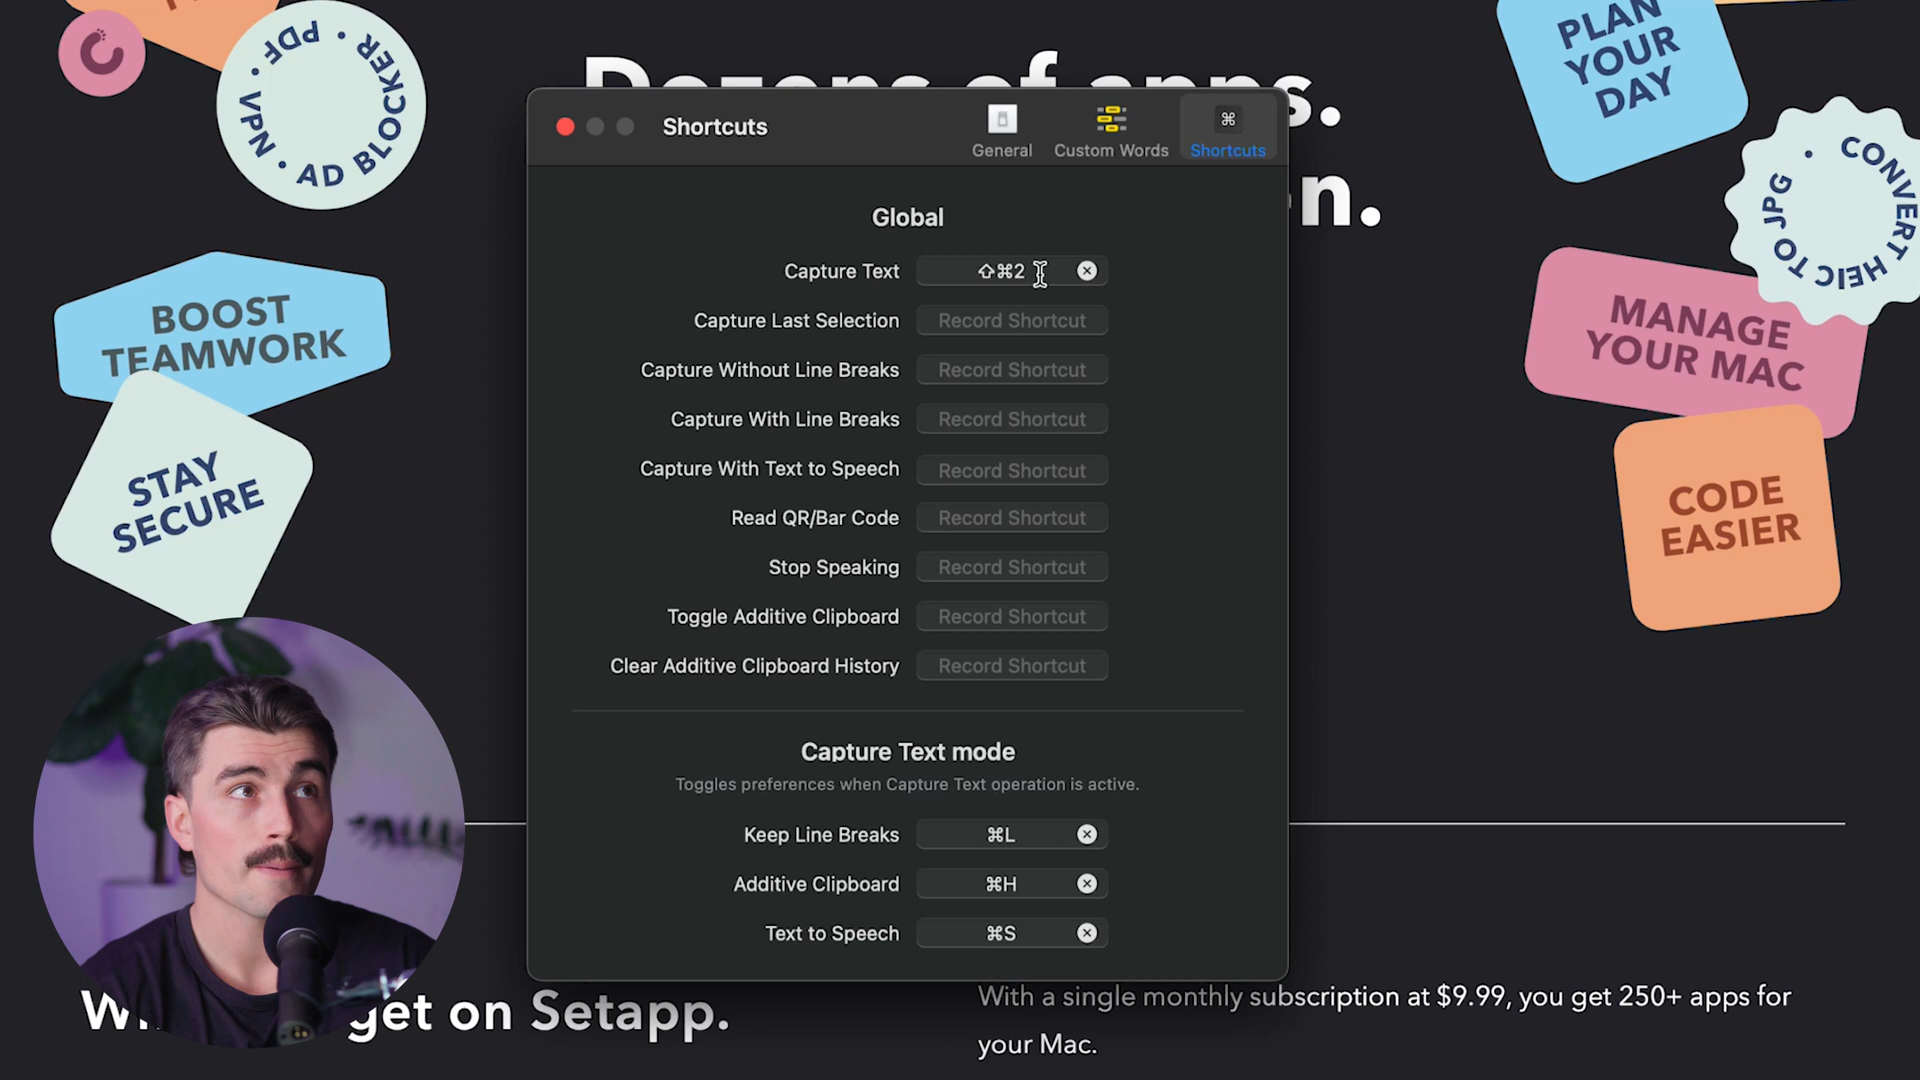 PDF • VPN • AD BLOCKER •
Dozens of apps.
n.
PLAN
YOUR
DAY
• CONVERT HEIC TO JPG
BOOST
TEAMWORK
MANAGE
YOUR MAC
STAY
SECURE
CODE
EASIER
Shortcuts
General
Custom Words
Shortcuts
Global
Capture Text ⇧⌘2
Capture Last Selection Record Shortcut
Capture Without Line Breaks Record Shortcut
Capture With Line Breaks Record Shortcut
Capture With Text to Speech Record Shortcut
Read QR/Bar Code Record Shortcut
Stop Speaking Record Shortcut
Toggle Additive Clipboard Record Shortcut
Clear Additive Clipboard History Record Shortcut
Capture Text mode
Toggles preferences when Capture Text operation is active.
Keep Line Breaks ⌘L
Additive Clipboard ⌘H
Text to Speech ⌘S
get on Setapp.
With a single monthly subscription at $9.99, you get 250+ apps for
your Mac.